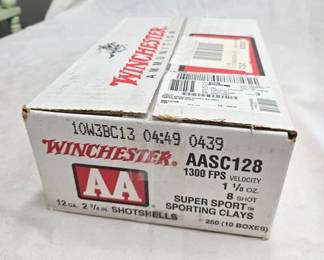 WINCHESTER
AMMUNITION
10W3BC13 04:49 0439
WINCHESTER
AA
12 GA. 2 3/4 IN. SHOTSHELLS
AASC128
1300 FPS VELOCITY
1 1/8 OZ.
8 SHOT
SUPER SPORT™
SPORTING CLAYS
250 (10 BOXES)